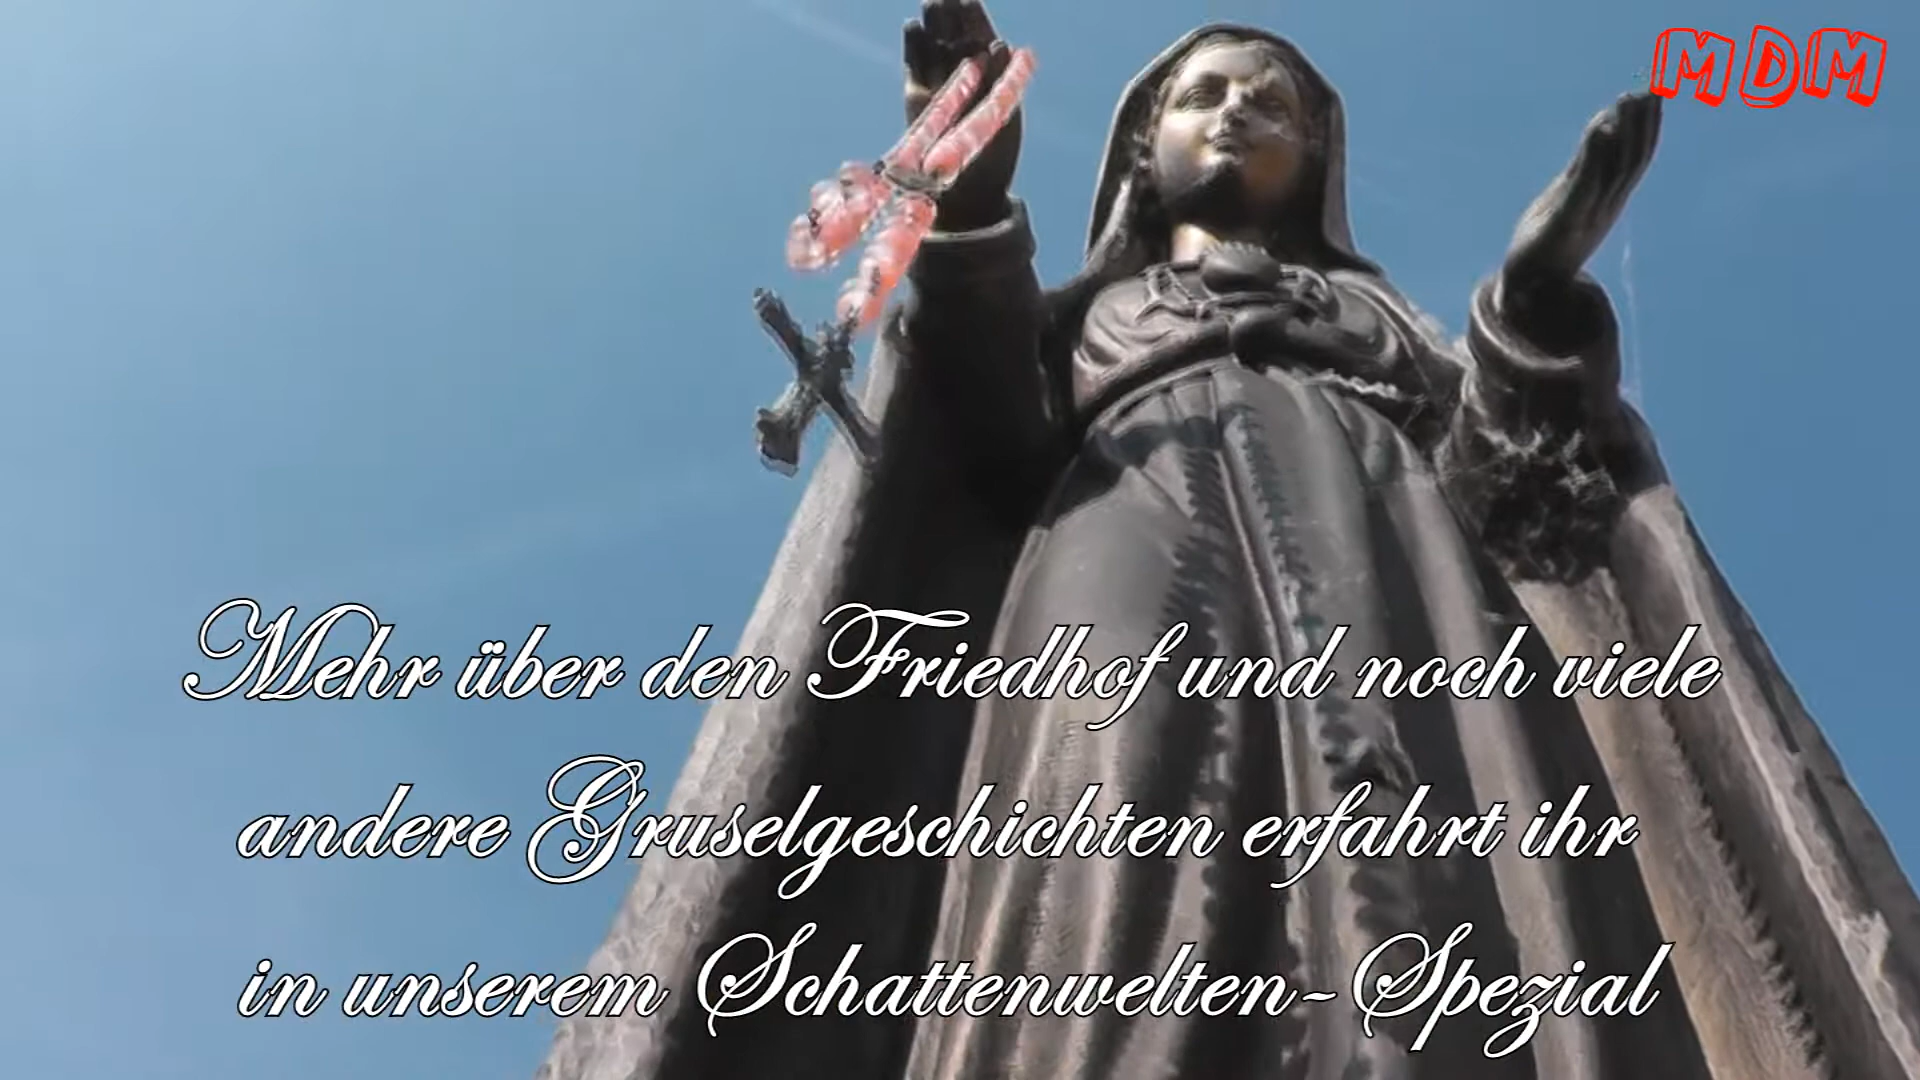 MDM
Mehr über den Friedhof und noch viele
andere Gruselgeschichten erfahrt ihr
in unserem Schattenwelten-Spezial